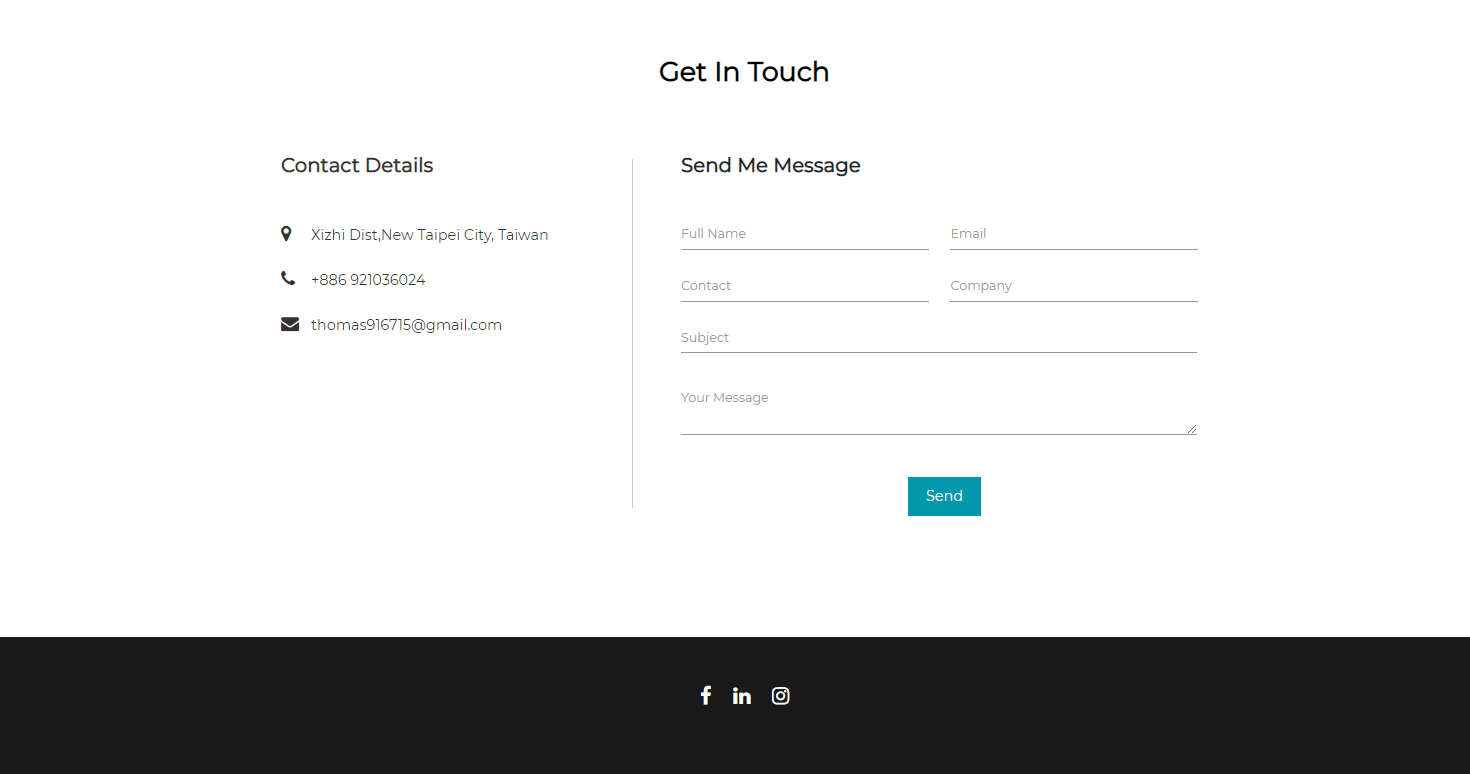 Get In Touch
Contact Details
Xizhi Dist,New Taipei City, Taiwan
+886 921036024
thomas916715@gmail.com
Send Me Message
Full Name
Email
Contact
Company
Subject
Your Message
Send